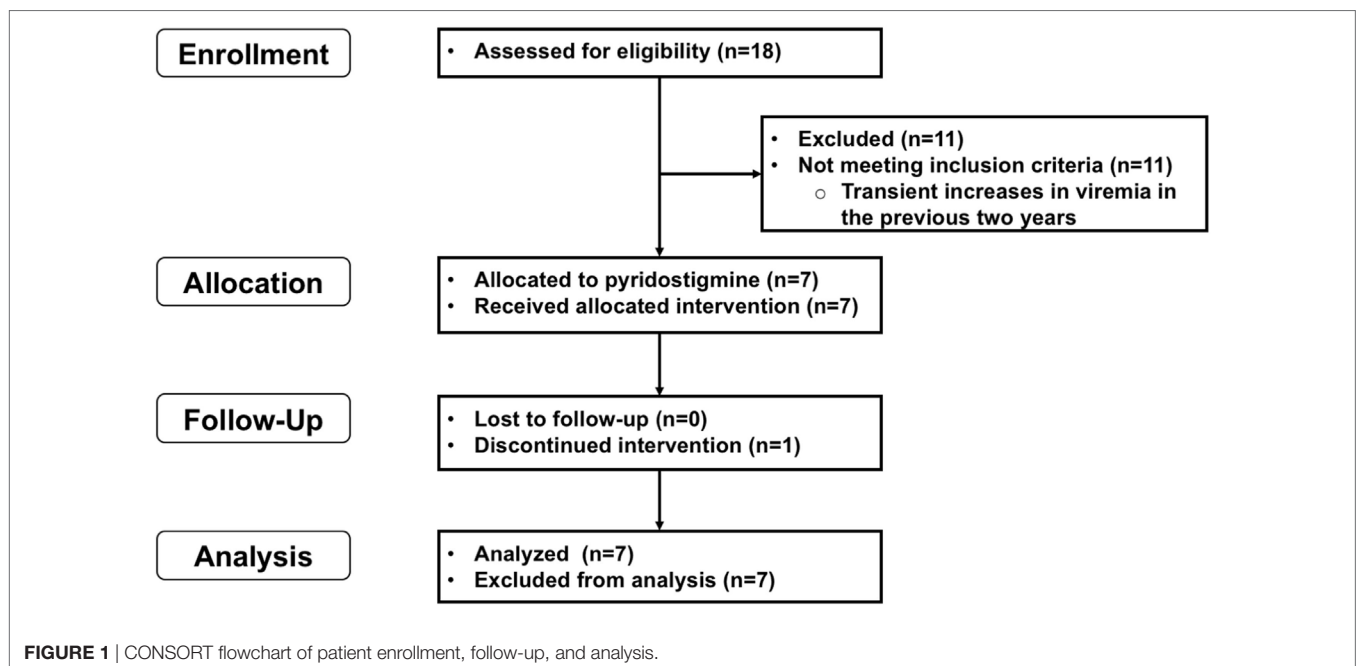 Enrollment
• Assessed for eligibility (n=18)
• Excluded (n=11)
• Not meeting inclusion criteria (n=11)
○ Transient increases in viremia in
the previous two years
Allocation
• Allocated to pyridostigmine (n=7)
• Received allocated intervention (n=7)
Follow-Up
• Lost to follow-up (n=0)
• Discontinued intervention (n=1)
Analysis
• Analyzed (n=7)
• Excluded from analysis (n=7)
FIGURE 1 | CONSORT flowchart of patient enrollment, follow-up, and analysis.